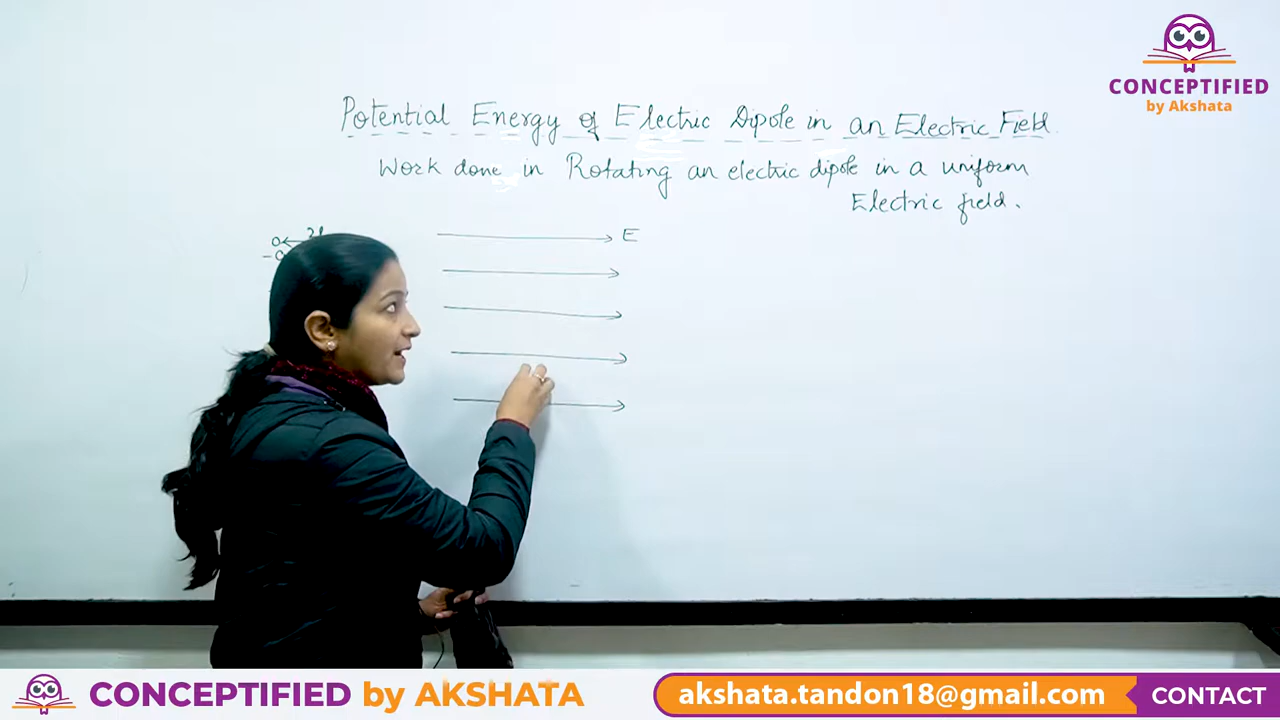 CONCEPTIFIED
by Akshata
Potential Energy of Electric Dipole in an Electric Field.
Work done in Rotating an electric dipole in a uniform
Electric field.
E
CONCEPTIFIED by AKSHATA
akshata.tandon18@gmail.com
CONTACT